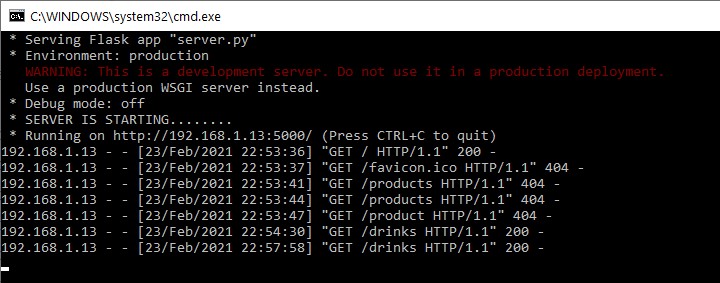 C:\WINDOWS\system32\cmd.exe
* Serving Flask app "server.py"
* Environment: production
WARNING: This is a development server. Do not use it in a production deployment.
Use a production WSGI server instead.
* Debug mode: off
* SERVER IS STARTING........
* Running on http://192.168.1.13:5000/ (Press CTRL+C to quit)
192.168.1.13 - - [23/Feb/2021 22:53:36] "GET / HTTP/1.1" 200 -
192.168.1.13 - - [23/Feb/2021 22:53:37] "GET /favicon.ico HTTP/1.1" 404 -
192.168.1.13 - - [23/Feb/2021 22:53:41] "GET /products HTTP/1.1" 404 -
192.168.1.13 - - [23/Feb/2021 22:53:44] "GET /products HTTP/1.1" 404 -
192.168.1.13 - - [23/Feb/2021 22:53:47] "GET /product HTTP/1.1" 404 -
192.168.1.13 - - [23/Feb/2021 22:54:30] "GET /drinks HTTP/1.1" 200 -
192.168.1.13 - - [23/Feb/2021 22:57:58] "GET /drinks HTTP/1.1" 200 -